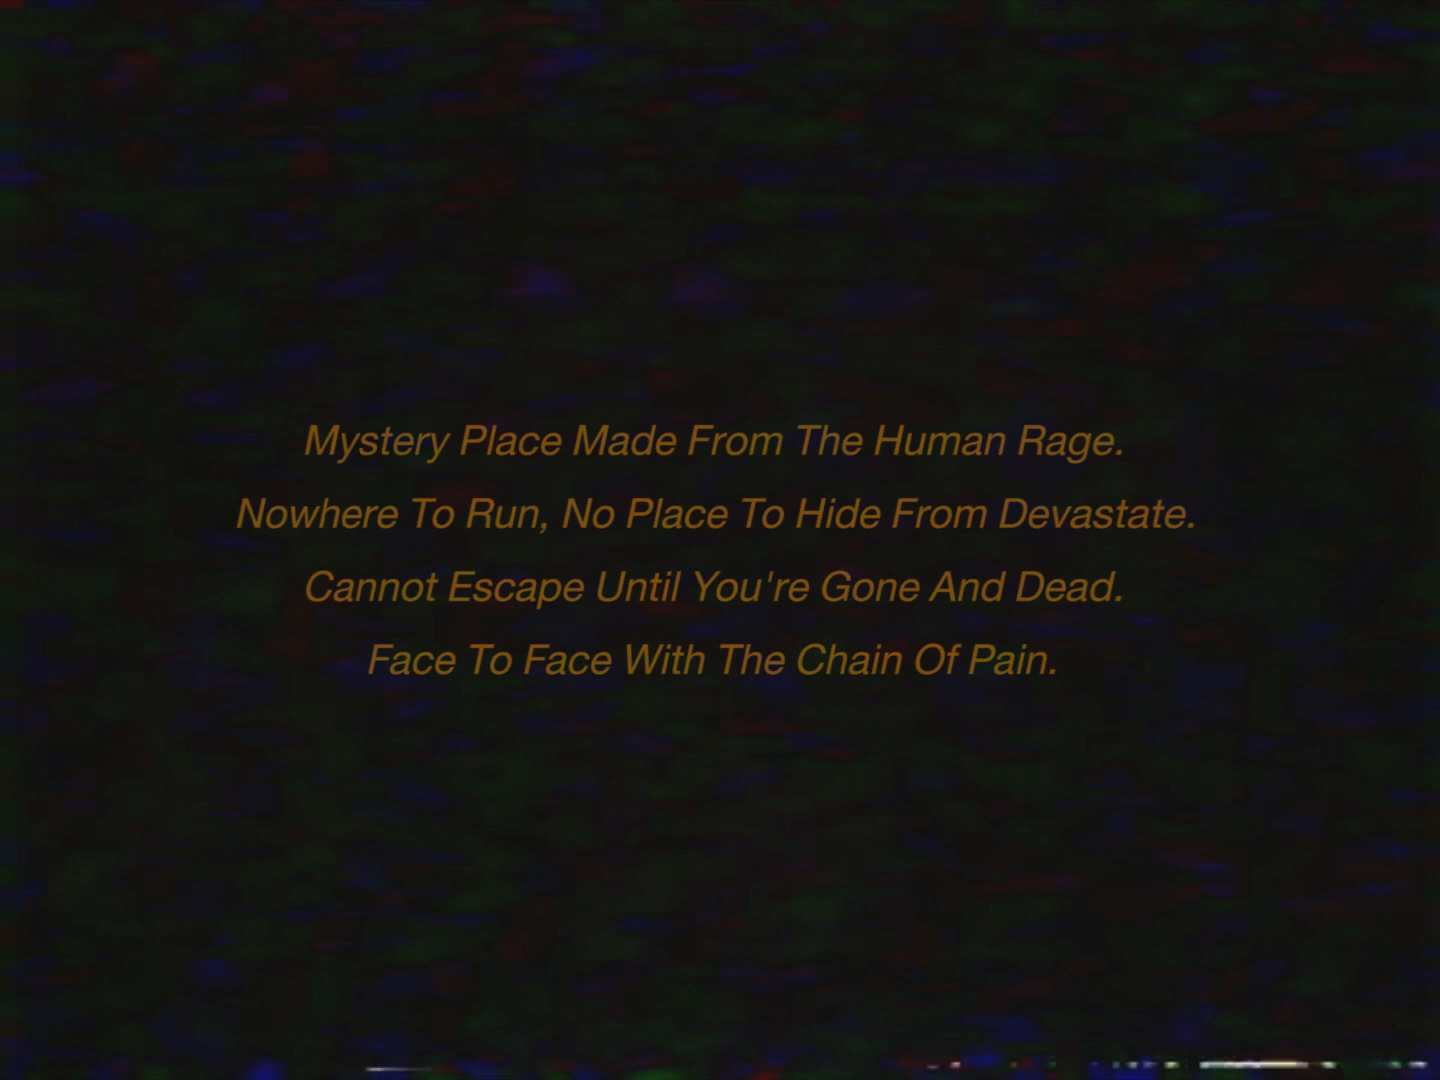 Mystery Place Made From The Human Rage.
Nowhere To Run, No Place To Hide From Devastate.
Cannot Escape Until You're Gone And Dead.
Face To Face With The Chain Of Pain.